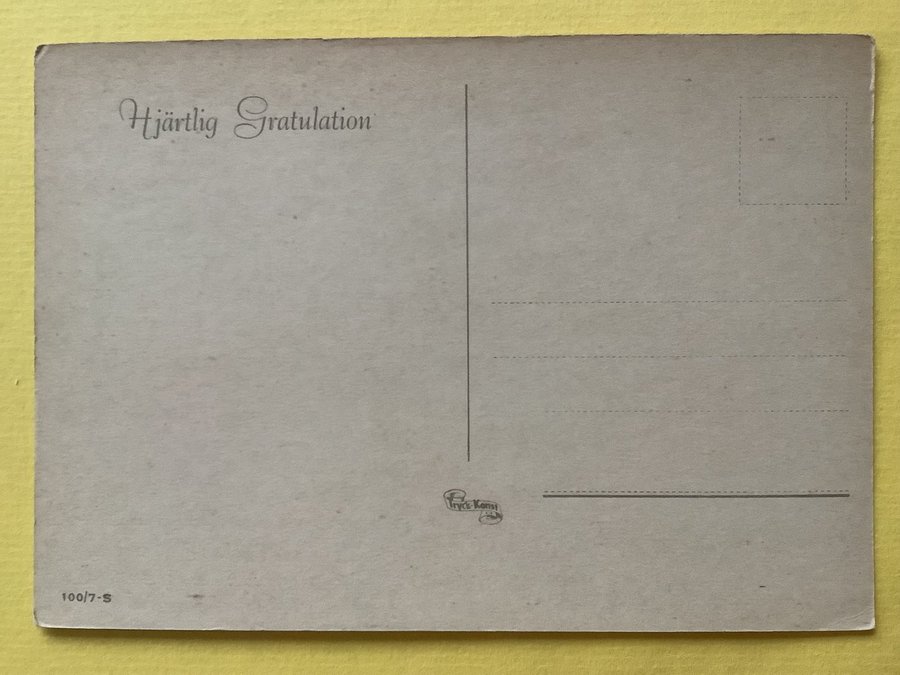 Hjärtlig Gratulation
Tryck-Konst
100/7-S